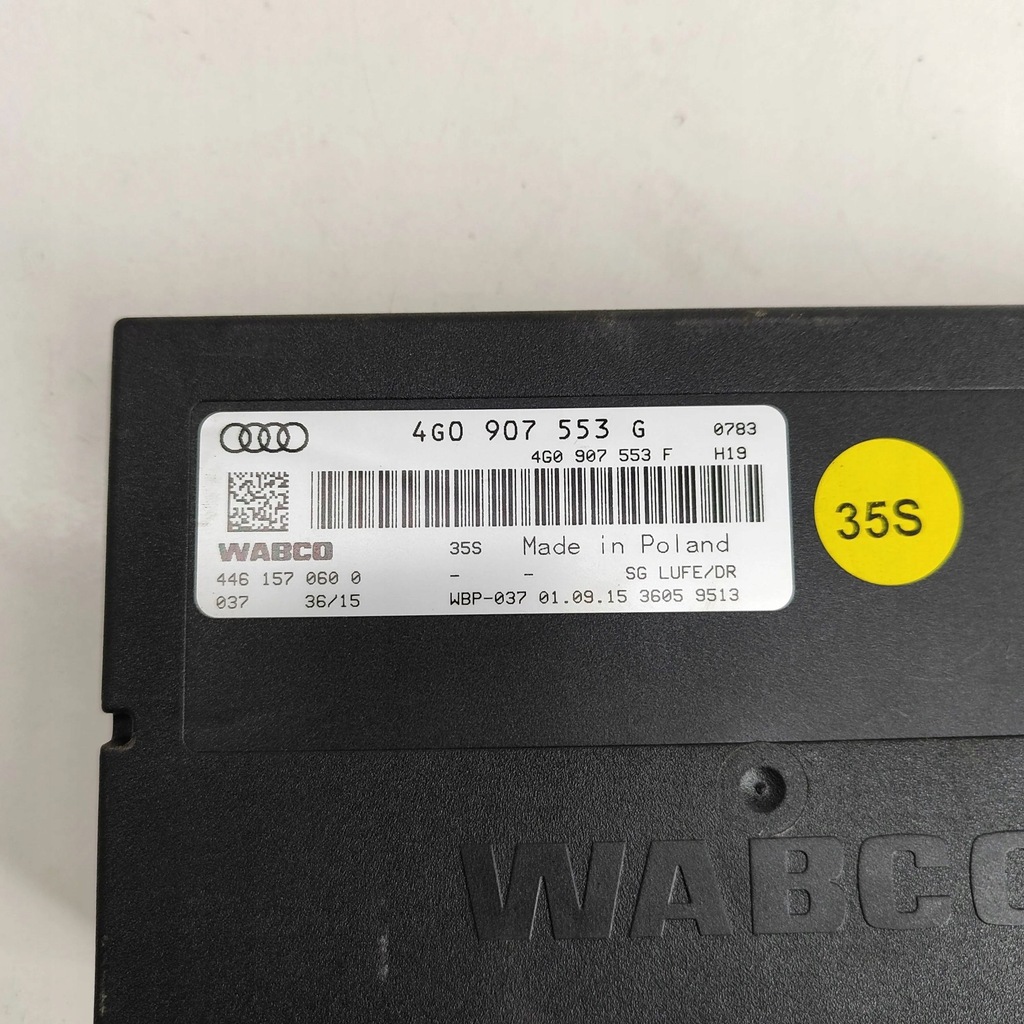 4G0 907 553 G 0783
4G0 907 553 F H19
WABCO 35S Made in Poland
446 157 060 0 - - SG LUFE/DR
037 36/15 WBP-037 01.09.15 3605 9513
35S
WABCO